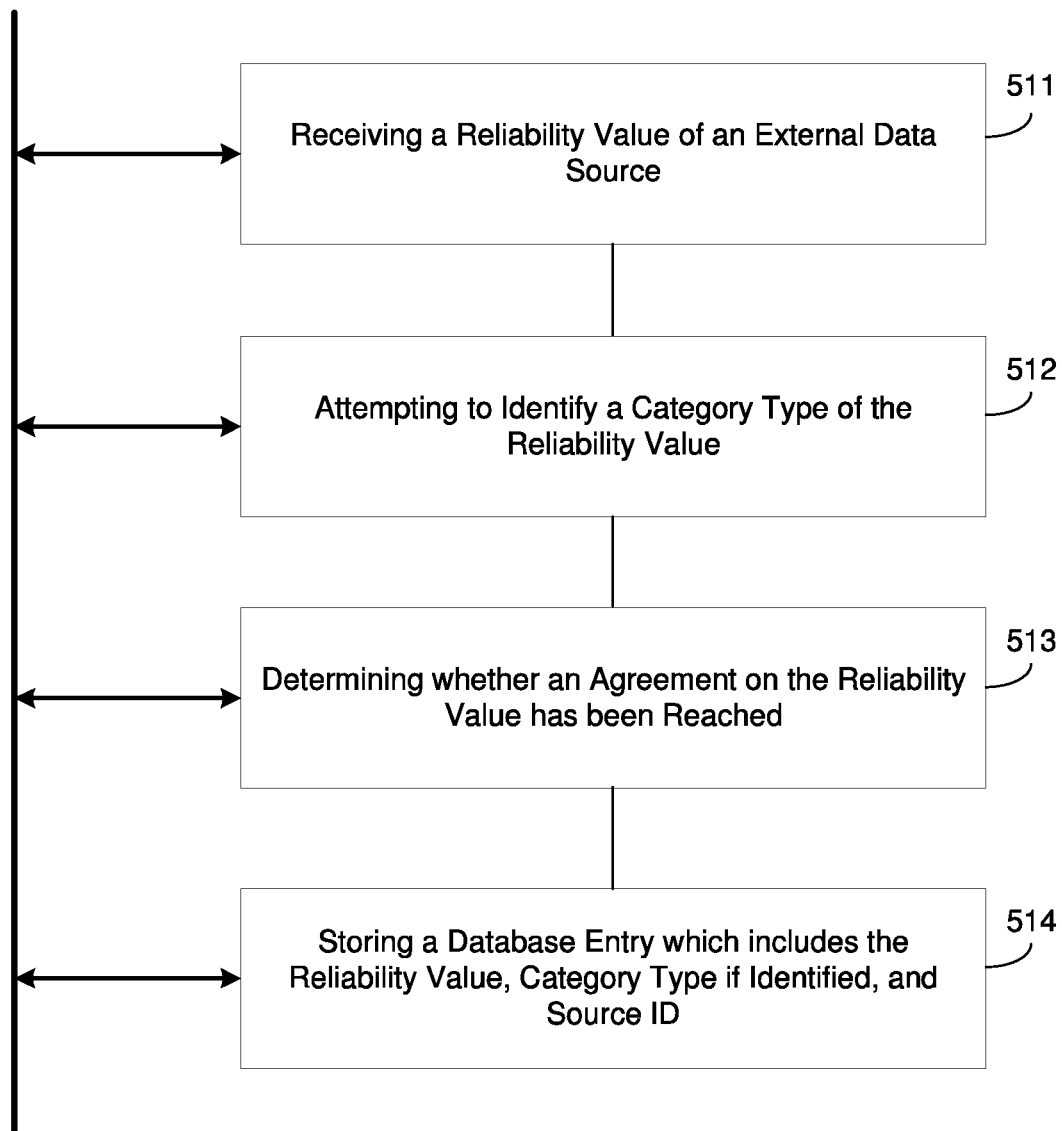 511
Receiving a Reliability Value of an External Data
Source
512
Attempting to Identify a Category Type of the
Reliability Value
513
Determining whether an Agreement on the Reliability
Value has been Reached
514
Storing a Database Entry which includes the
Reliability Value, Category Type if Identified, and
Source ID